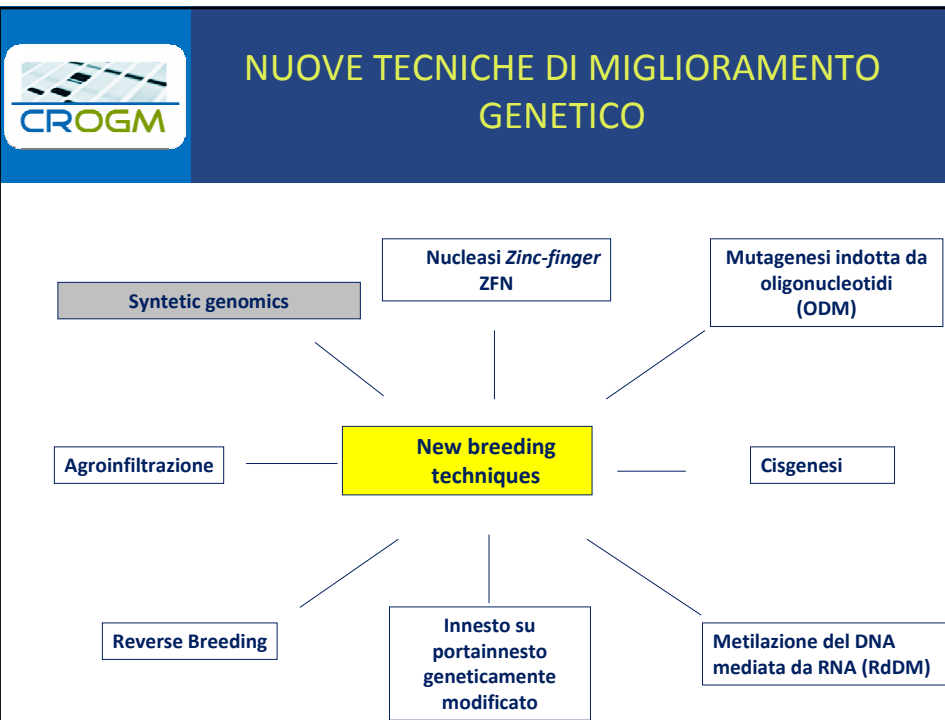 CROGM
NUOVE TECNICHE DI MIGLIORAMENTO
GENETICO
Nucleasi Zinc-finger
ZFN
Mutagenesi indotta da
oligonucleotidi
(ODM)
Syntetic genomics
Agroinfiltrazione
New breeding
techniques
Cisgenesi
Reverse Breeding
Innesto su
portainnesto
geneticamente
modificato
Metilazione del DNA
mediata da RNA (RdDM)